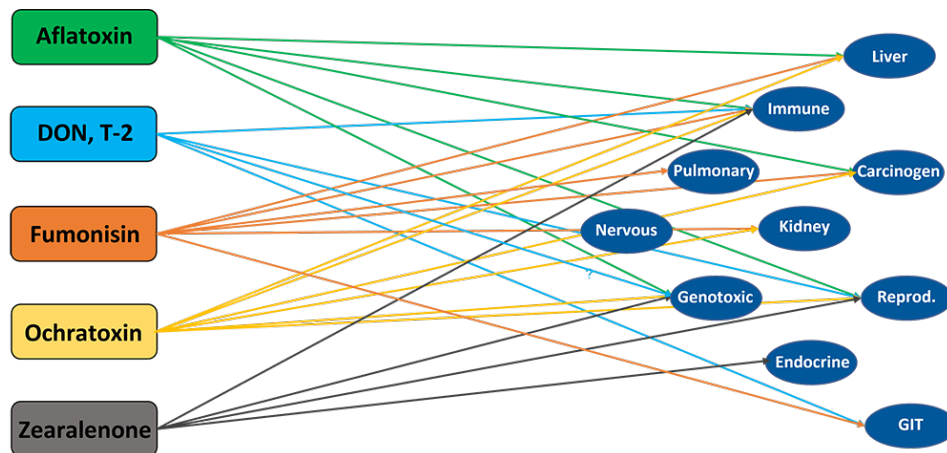 Aflatoxin
DON, T-2
Fumonisin
Ochratoxin
Zearalenone
Liver
Immune
Pulmonary
Carcinogen
Nervous
Kidney
?
Genotoxic
Reprod.
Endocrine
GIT